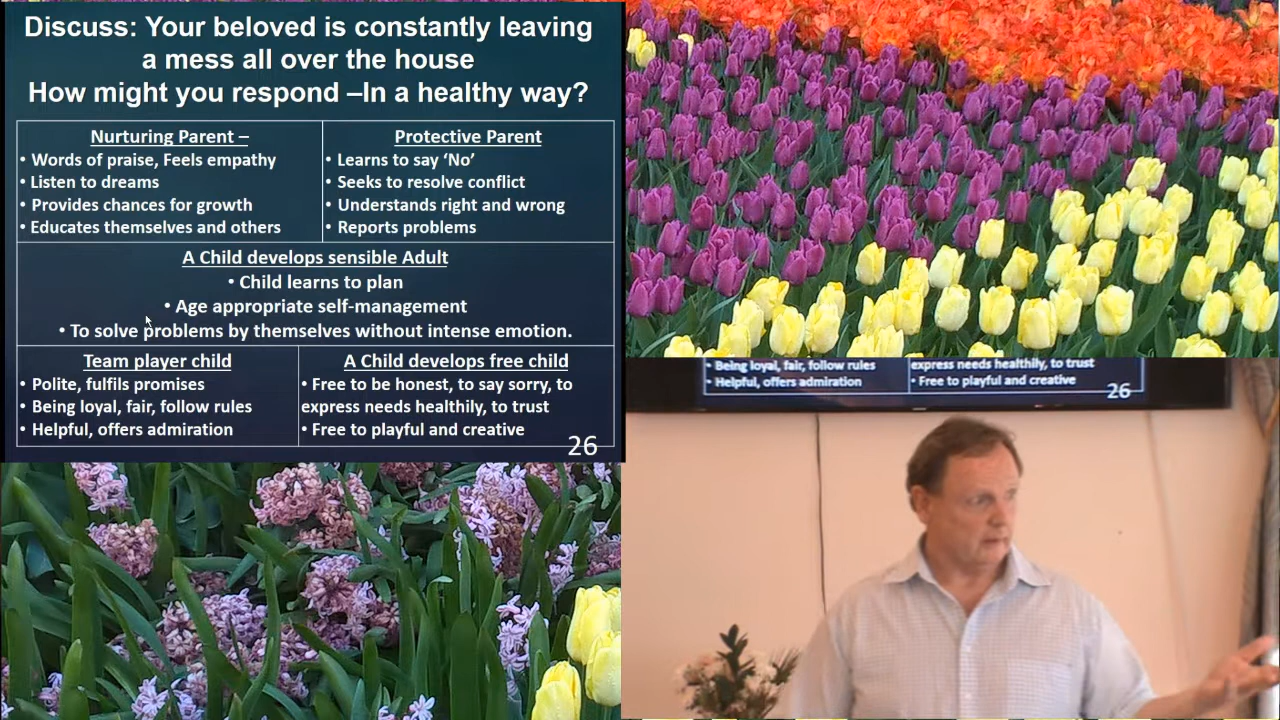 Discuss: Your beloved is constantly leaving
a mess all over the house
How might you respond –In a healthy way?
Nurturing Parent –
• Words of praise, Feels empathy
• Listen to dreams
• Provides chances for growth
• Educates themselves and others
Protective Parent
• Learns to say ‘No’
• Seeks to resolve conflict
• Understands right and wrong
• Reports problems
A Child develops sensible Adult
• Child learns to plan
• Age appropriate self-management
• To solve problems by themselves without intense emotion.
Team player child
• Polite, fulfils promises
• Being loyal, fair, follow rules
• Helpful, offers admiration
A Child develops free child
• Free to be honest, to say sorry, to
express needs healthily, to trust
• Free to playful and creative
26
• Being loyal, fair, follow rules
• Helpful, offers admiration
express needs healthily, to trust
• Free to playful and creative
26